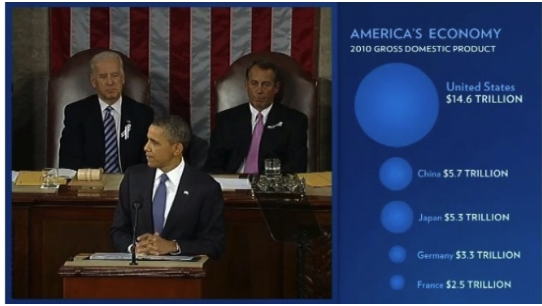 AMERICA'S ECONOMY
2010 GROSS DOMESTIC PRODUCT
United States
$14.6 TRILLION
China $5.7 TRILLION
Japan $5.3 TRILLION
Germany $3.3 TRILLION
France $2.5 TRILLION